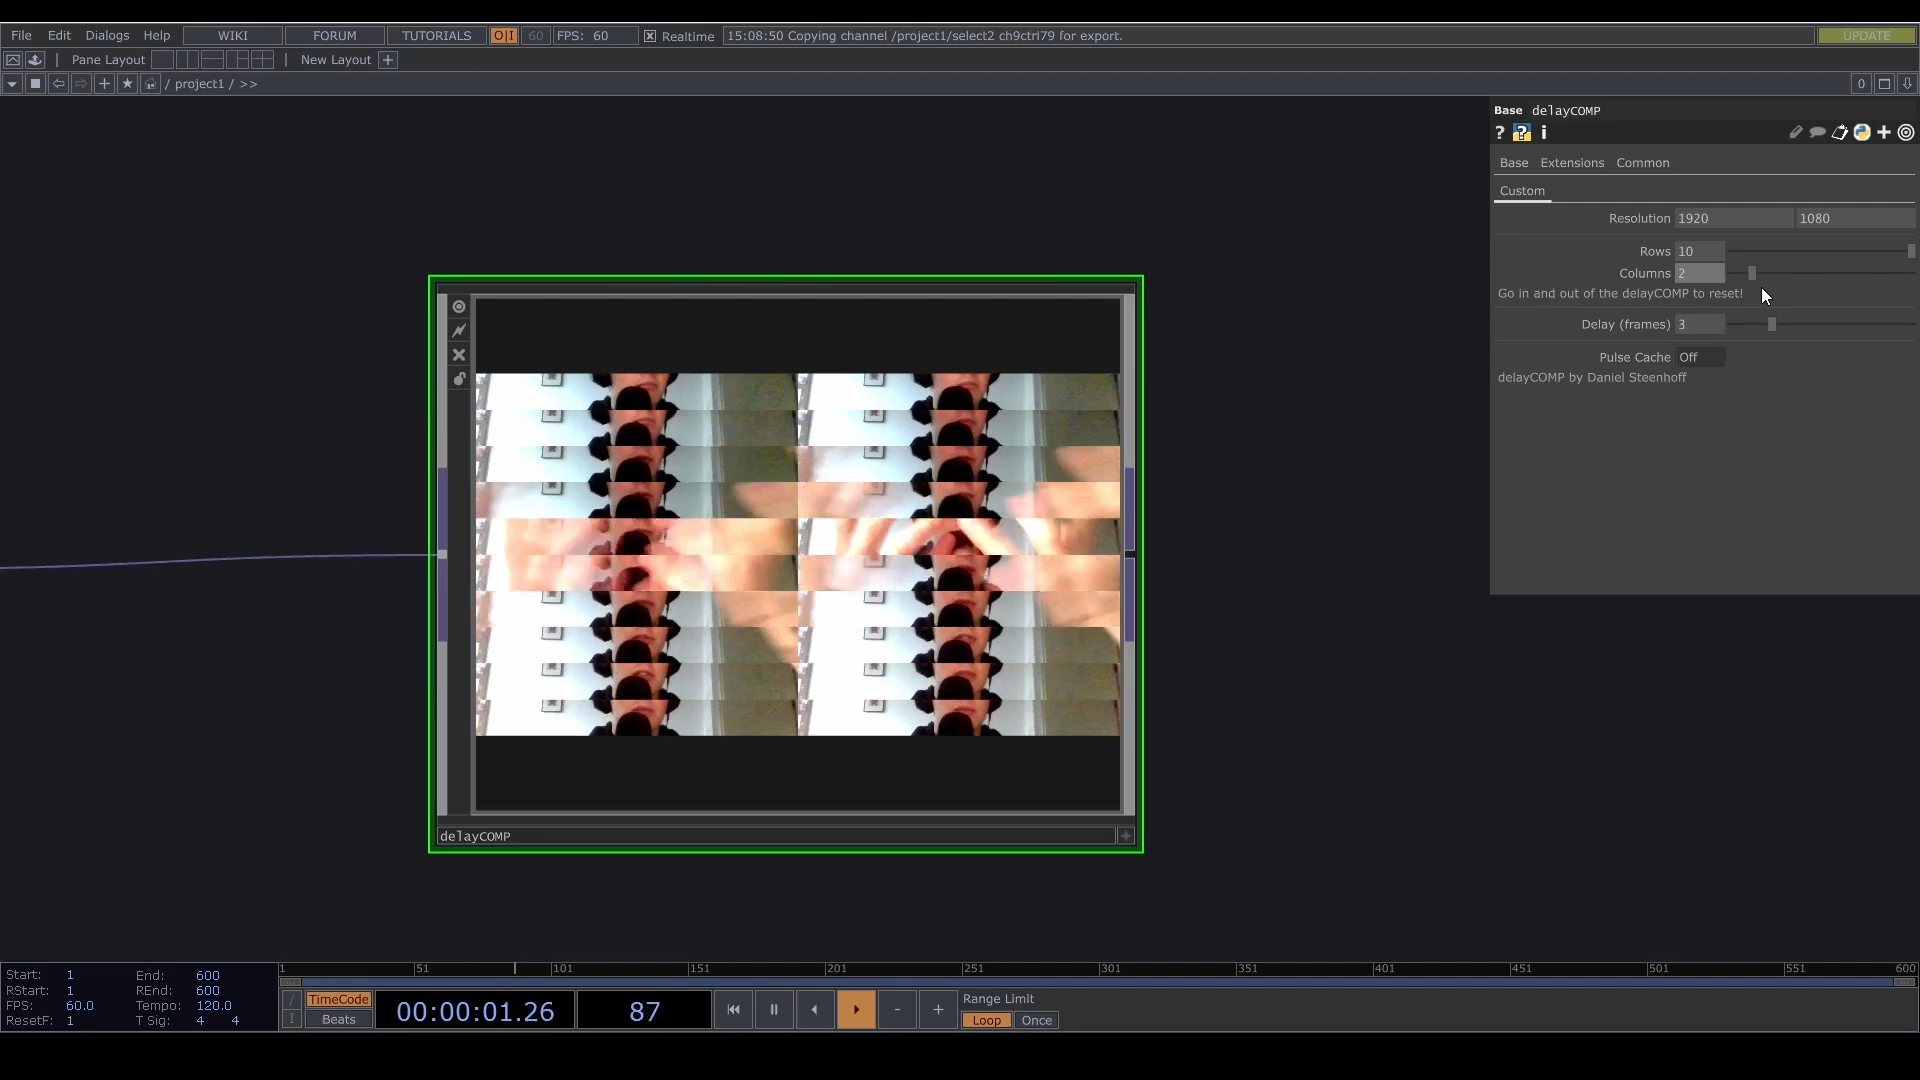 File Edit Dialogs Help WIKI FORUM TUTORIALS O|I 60 FPS: 60 Realtime 15:08:50 Copying channel /project1/select2 ch9ctrl79 for export. UPDATE
Pane Layout New Layout +
/ project1 / >> 0
Base delayCOMP
? ? i
Base Extensions Common
Custom
Resolution 1920 1080
Rows 10
Columns 2
Go in and out of the delayCOMP to reset!
Delay (frames) 3
Pulse Cache Off
delayCOMP by Daniel Steenhoff
delayCOMP
1 51 101 151 201 251 301 351 401 451 501 551 600
Start: 1 End: 600
RStart: 1 REnd: 600
FPS: 60.0 Tempo: 120.0
ResetF: 1 T Sig: 4 4
TimeCode
Beats
00:00:01.26 87
- +
Range Limit
Loop Once